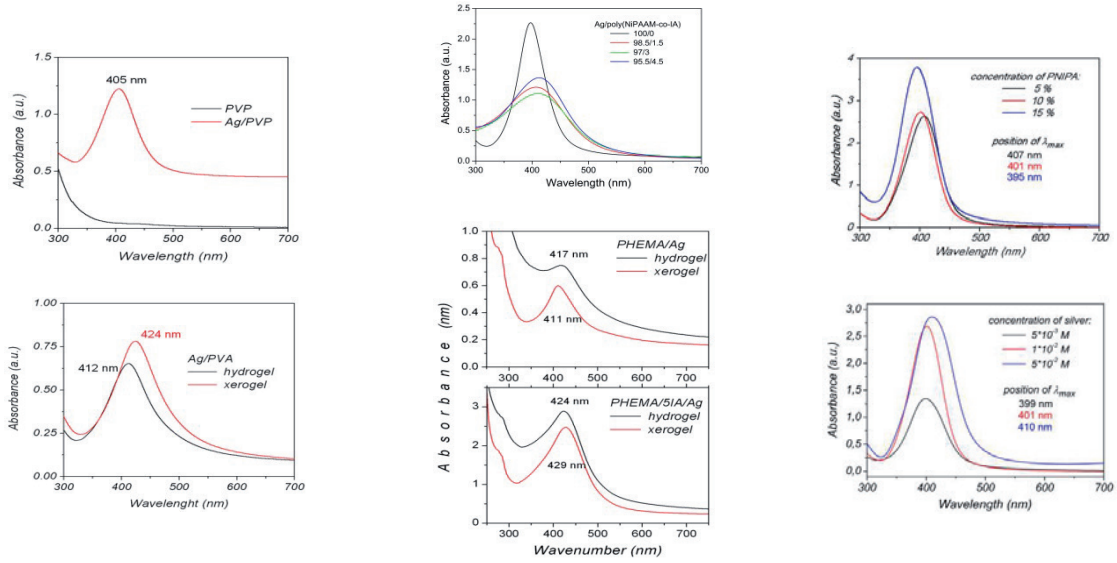 1.5
1.2
0.5
0.0
300
400
500
600
700
Absorbance (a.u.)
Wavelength (nm)
405 nm
PVP
Ag/PVP
2.5
2.0
1.5
1.0
0.5
0.0
300
400
500
600
700
Absorbance (a.u.)
Wavelength (nm)
Ag/poly(NiPAAM-co-IA)
100/0
98.5/1.5
97/3
95.5/4.5
5
4
3
2
1
0
300
400
500
600
700
Absorbance (a.u.)
Wavelength (nm)
concentration of PNIPA:
5 %
10 %
15 %
position of λmax
407 nm
401 nm
395 nm
1.00
0.75
0.50
0.25
0.00
300
400
500
600
700
Absorbance (a.u.)
Wavelenght (nm)
424 nm
412 nm
Ag/PVA
hydrogel
xerogel
1.0
0.8
0.6
0.4
0.2
0.0
PHEMA/Ag
hydrogel
xerogel
417 nm
411 nm
3
2
1
0
300
400
500
600
700
PHEMA/5IA/Ag
hydrogel
xerogel
424 nm
429 nm
Absorbance (nm)
Wavenumber (nm)
3,0
2,5
2,0
1,5
1,0
0,5
0,0
300
400
500
600
700
Absorbance (a.u.)
Wavelength (nm)
concentration of silver:
5*10⁻³ M
1*10⁻² M
5*10⁻² M
position of λmax
399 nm
401 nm
410 nm